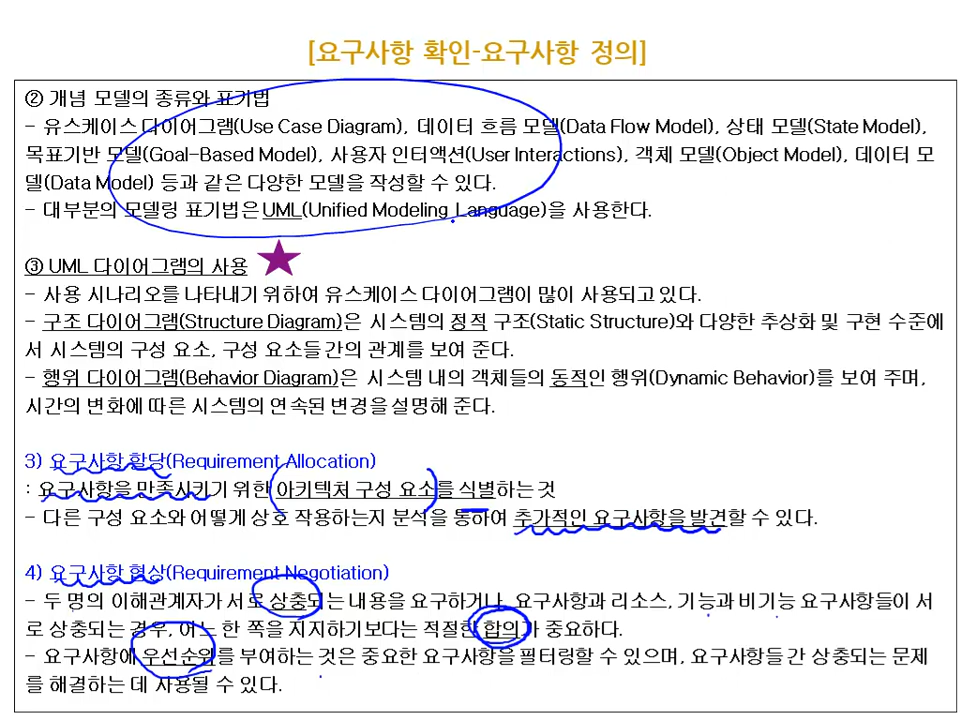 [요구사항 확인-요구사항 정의]
② 개념 모델의 종류와 표기법
- 유스케이스 다이어그램(Use Case Diagram), 데이터 흐름 모델(Data Flow Model), 상태 모델(State Model),
목표기반 모델(Goal-Based Model), 사용자 인터액션(User Interactions), 객체 모델(Object Model), 데이터 모
델(Data Model) 등과 같은 다양한 모델을 작성할 수 있다.
- 대부분의 모델링 표기법은 UML(Unified Modeling Language)을 사용한다.
③ UML 다이어그램의 사용
- 사용 시나리오를 나타내기 위하여 유스케이스 다이어그램이 많이 사용되고 있다.
- 구조 다이어그램(Structure Diagram)은 시스템의 정적 구조(Static Structure)와 다양한 추상화 및 구현 수준에
서 시스템의 구성 요소, 구성 요소들 간의 관계를 보여 준다.
- 행위 다이어그램(Behavior Diagram)은 시스템 내의 객체들의 동적인 행위(Dynamic Behavior)를 보여 주며,
시간의 변화에 따른 시스템의 연속된 변경을 설명해 준다.
3) 요구사항 할당(Requirement Allocation)
: 요구사항을 만족시키기 위한 아키텍처 구성 요소를 식별하는 것
- 다른 구성 요소와 어떻게 상호 작용하는지 분석을 통하여 추가적인 요구사항을 발견할 수 있다.
4) 요구사항 협상(Requirement Negotiation)
- 두 명의 이해관계자가 서로 상충되는 내용을 요구하거나, 요구사항과 리소스, 기능과 비기능 요구사항들이 서
로 상충되는 경우, 어느 한 쪽을 지지하기보다는 적절한 합의가 중요하다.
- 요구사항에 우선순위를 부여하는 것은 중요한 요구사항을 필터링할 수 있으며, 요구사항들 간 상충되는 문제
를 해결하는 데 사용될 수 있다.